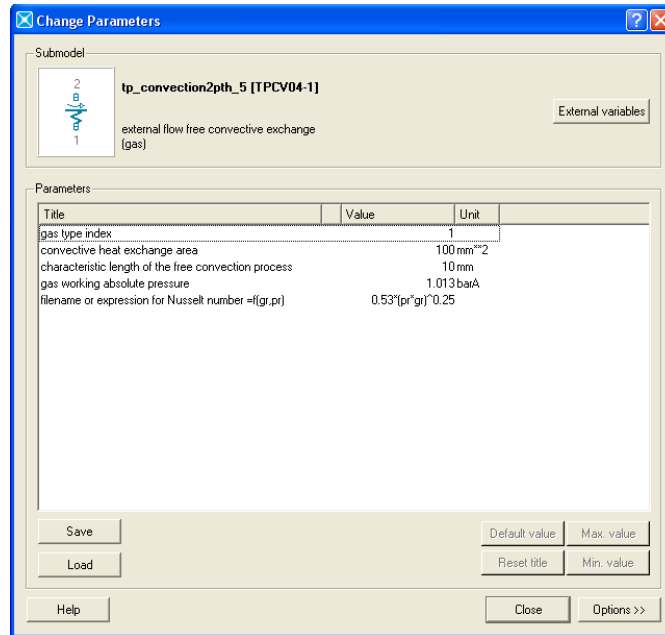 Change Parameters
Submodel
2
1
tp_convection2pth_5 [TPCV04-1]
external flow free convective exchange
(gas)
External variables
Parameters
Title Value Unit
gas type index 1
convective heat exchange area 100 mm**2
characteristic length of the free convection process 10 mm
gas working absolute pressure 1.013 barA
filename or expression for Nusselt number =f(gr,pr) 0.53*(pr*gr)^0.25
Save
Load
Default value Max. value
Reset title Min. value
Help
Close
Options >>